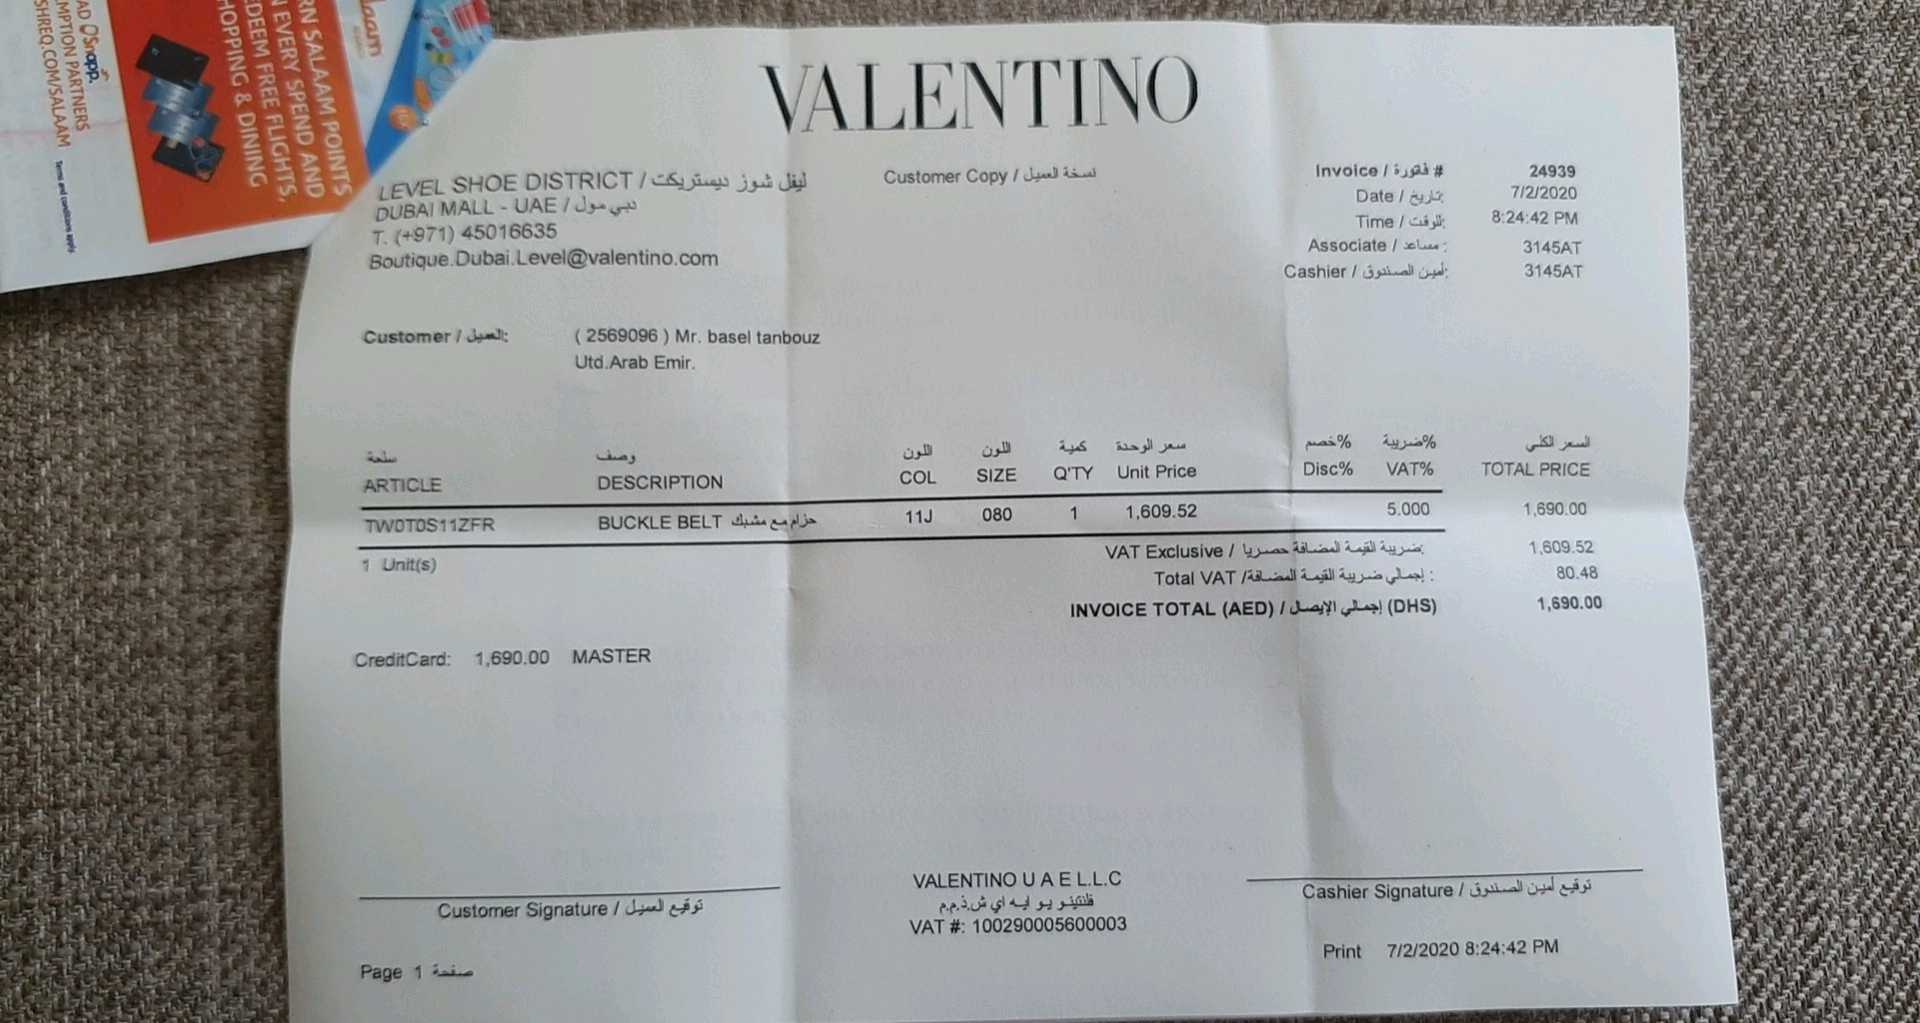 RN SALAAM POINTS
N EVERY SPEND AND
EDEEM FREE FLIGHTS,
HOPPING & DINING
Snapp.
MPTION PARTNERS
SHREQ.COM/SALAAM
Terms and conditions apply.
VALENTINO
LEVEL SHOE DISTRICT / ليفل شوز ديستريكت
DUBAI MALL - UAE / دبي مول
T. (+971) 45016635
Boutique.Dubai.Level@valentino.com
Customer Copy / نسخة العميل
Invoice / فاتورة # 24939
Date / تاريخ: 7/2/2020
Time / الوقت: 8:24:42 PM
Associate / مساعد : 3145AT
Cashier / أمين الصندوق: 3145AT
Customer / العميل: ( 2569096 ) Mr. basel tanbouz
Utd.Arab Emir.
سلعة وصف اللون اللون كمية سعر الوحدة خصم% ضريبة% السعر الكلي
ARTICLE DESCRIPTION COL SIZE Q'TY Unit Price Disc% VAT% TOTAL PRICE
TW0T0S11ZFR BUCKLE BELT حزام مع مشبك 11J 080 1 1,609.52 5.000 1,690.00
1 Unit(s)
VAT Exclusive / ضريبة القيمة المضافة حصريا: 1,609.52
Total VAT /إجمالي ضريبة القيمة المضافة : 80.48
INVOICE TOTAL (AED) / إجمالي الإيصال (DHS) 1,690.00
CreditCard: 1,690.00 MASTER
Customer Signature / توقيع العميل
VALENTINO U A E L.L.C
فلنتينو يو ايه اي ش.ذ.م.م
VAT #: 100290005600003
Cashier Signature / توقيع أمين الصندوق
Print 7/2/2020 8:24:42 PM
Page 1 صفحة